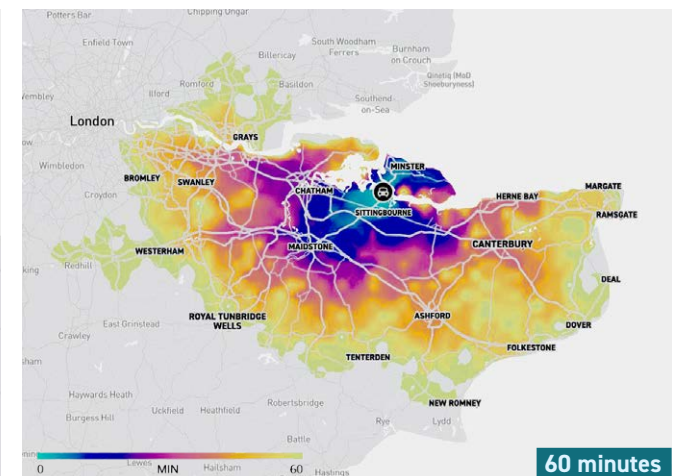 Potters Bar
Chipping Ongar
Enfield Town
South Woodham
Ferrers
Burnham
on Crouch
Billericay
Romford
Basildon
Qinetiq (MoD
Shoeburyness)
Wembley
Ilford
Southend-
on-Sea
London
GRAYS
Wimbledon
MINSTER
BROMLEY
SWANLEY
CHATHAM
MARGATE
HERNE BAY
Croydon
SITTINGBOURNE
RAMSGATE
WESTERHAM
MAIDSTONE
CANTERBURY
Redhill
DEAL
ROYAL TUNBRIDGE
WELLS
East Grinstead
ASHFORD
DOVER
Crawley
FOLKESTONE
TENTERDEN
Haywards Heath
Robertsbridge
NEW ROMNEY
Burgess Hill
Uckfield
Heathfield
Rye
Lydd
Battle
0
MIN
60
Lewes
Hailsham
Hastings
60 minutes